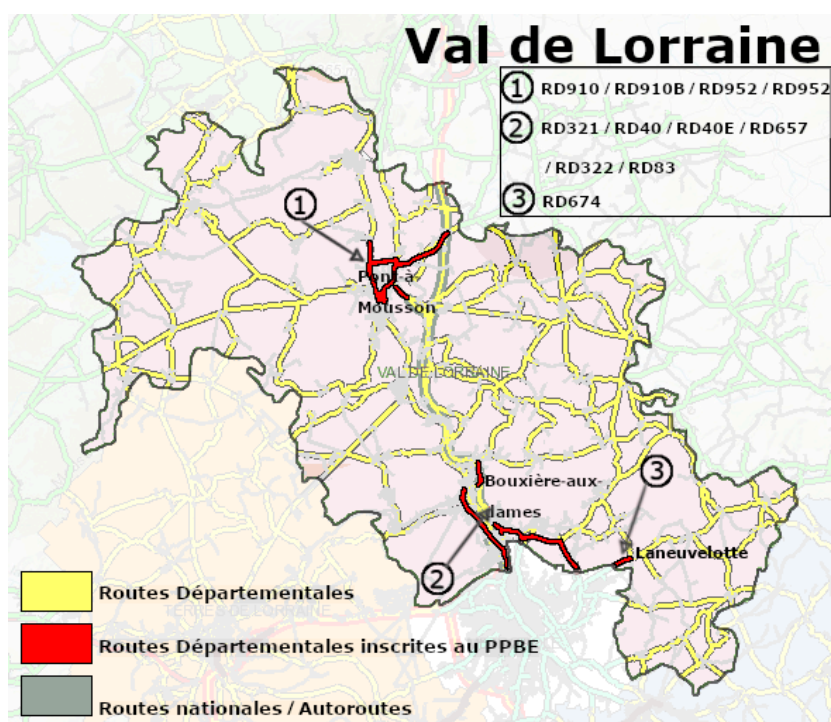 Val de Lorraine
1 RD910 / RD910B / RD952 / RD952
2 RD321 / RD40 / RD40E / RD657
/ RD322 / RD83
3 RD674
1
Pont-à-
Mousson
VAL DE LORRAINE
3
Bouxière-aux-
dames
Laneuvelotte
2
Routes Départementales
TERRES DE LORRAINE
Routes Départementales inscrites au PPBE
Routes nationales / Autoroutes